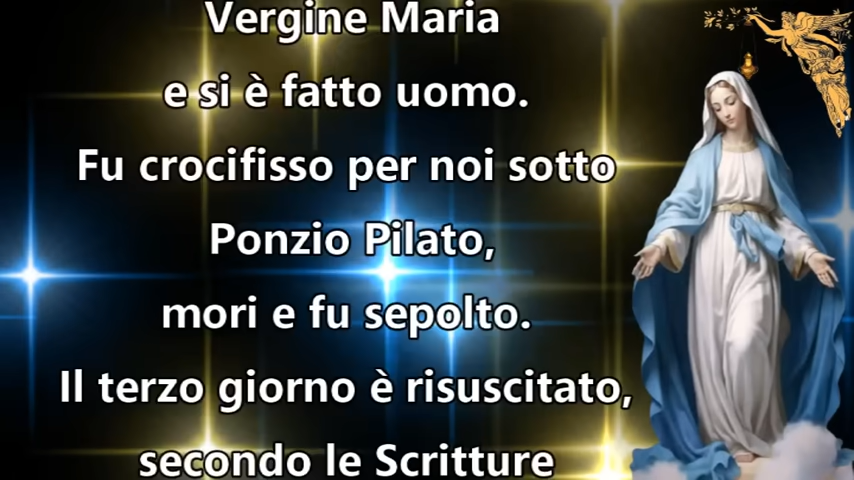 Vergine Maria
e si è fatto uomo.
Fu crocifisso per noi sotto
Ponzio Pilato,
mori e fu sepolto.
Il terzo giorno è risuscitato,
secondo le Scritture